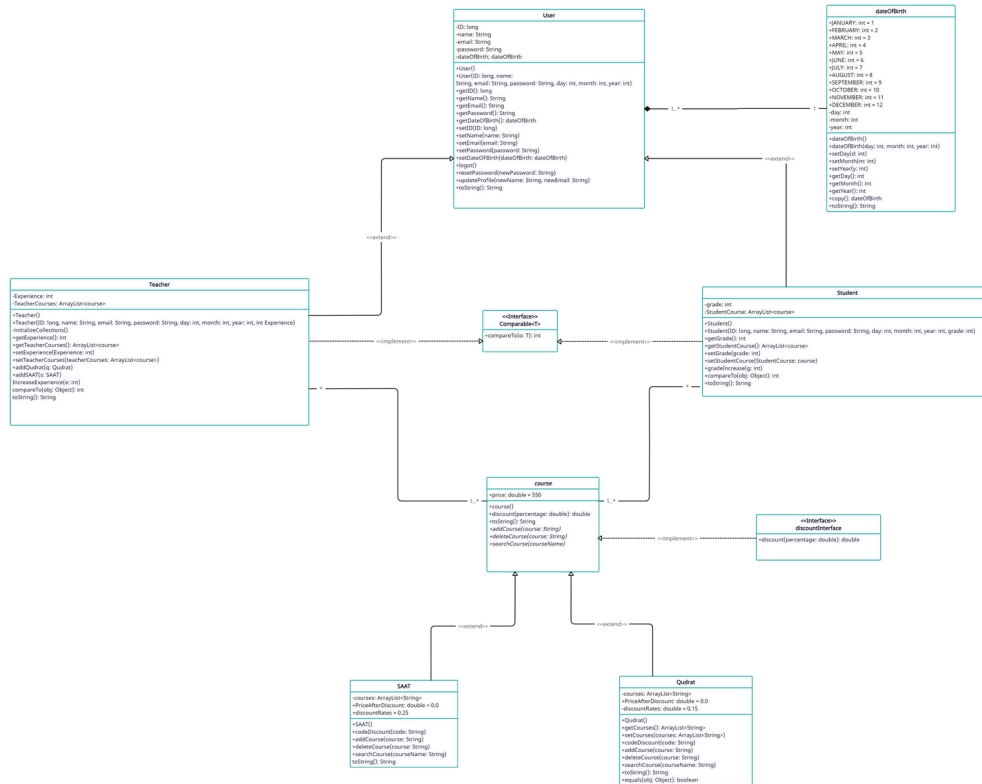 User
-ID: long
-name: String
-email: String
-password: String
-dateOfBirth; dateOfBirth
+User()
+User(ID: long, name:
String, email: String, password: String, day: int, month: int, year: int)
+getID(): long
+getName(): String
+getEmail(): String
+getPassword(): String
+getDateOfBirth(): dateOfBirth
+setID(ID: long)
+setName(name: String)
+setEmail(email: String)
+setPassword(password: String)
+setDateOfBirth(dateOfBirth: dateOfBirth)
+logot()
+resetPassword(newPassword: String)
+updateProfile(newName: String, newEmail: String)
+toString(): String
1..*
1
dateOfBirth
+JANUARY: int = 1
+FEBRUARY: int = 2
+MARCH: int = 3
+APRIL: int = 4
+MAY: int = 5
+JUNE: int = 6
+JULY: int = 7
+AUGUST: int = 8
+SEPTEMBER: int = 9
+OCTOBER: int = 10
+NOVEMBER: int = 11
+DECEMBER: int = 12
-day: int
-month: int
-year: int
+dateOfBirth()
+dateOfBirth(day: int, month: int, year: int)
+setDay(d: int)
+setMonth(m: int)
+setYear(y: int)
+getDay(): int
+getMonth(): int
+getYear(): int
+copy(): dateOfBirth
+toString(): String
<<extend>>
<<extend>>
Teacher
-Experience: int
-TeacherCourses: ArrayList<course>
+Teacher()
+Teacher(ID: long, name: String, email: String, password: String, day: int, month: int, year: int, int Experience)
-initializeCollections()
+getExperience(): int
+getTeacherCourses(): ArrayList<course>
+setExperience(Experience: int)
+setTeacherCourses(teacherCourses: ArrayList<course>)
+addQudrat(q: Qudrat)
+addSAAT(s: SAAT)
IncreaseExperience(e: int)
compareTo(obj: Object): int
toString(): String
<<implement>>
<<Interface>>
Comparable<T>
+compareTo(o: T): int
<<implement>>
Student
-grade: int
-StudentCourse: ArrayList<course>
+Student()
+Student(ID: long, name: String, email: String, password: String, day: int, month: int, year: int, grade: int)
+getGrade(): int
+getStudentCourse(): ArrayList<course>
+setGrade(grade: int)
+setStudentCourse(StudentCourse: course)
+gradeIncrease(g: int)
+compareTo(obj: Object): int
+toString(): String
*
*
1..*
1..*
course
+price: double = 550
+course()
+discount(percentage: double): double
+toString(): String
+addCourse(course: String)
+deleteCourse(course: String)
+searchCourse(courseName)
<<implement>>
<<Interface>>
discountInterface
+discount(percentage: double): double
<<extend>>
<<extend>>
SAAT
-courses: ArrayList<String>
+PriceAfterDiscount: double = 0.0
+discountRates = 0.25
+SAAT()
+codeDiscount(code: String)
+addCourse(course: String)
+deleteCourse(course: String)
+searchCourse(courseName: String)
toString(): String
Qudrat
-courses: ArrayList<String>
+PriceAfterDiscount: double = 0.0
-discountRates: double = 0.15
+Qudrat()
+getCourses(): ArrayList<String>
+setCourses(courses: ArrayList<String>)
+codeDiscount(code: String)
+addCourse(course: String)
+deleteCourse(course: String)
+searchCourse(courseName: String)
+toString(): String
+equals(obj: Object): boolean